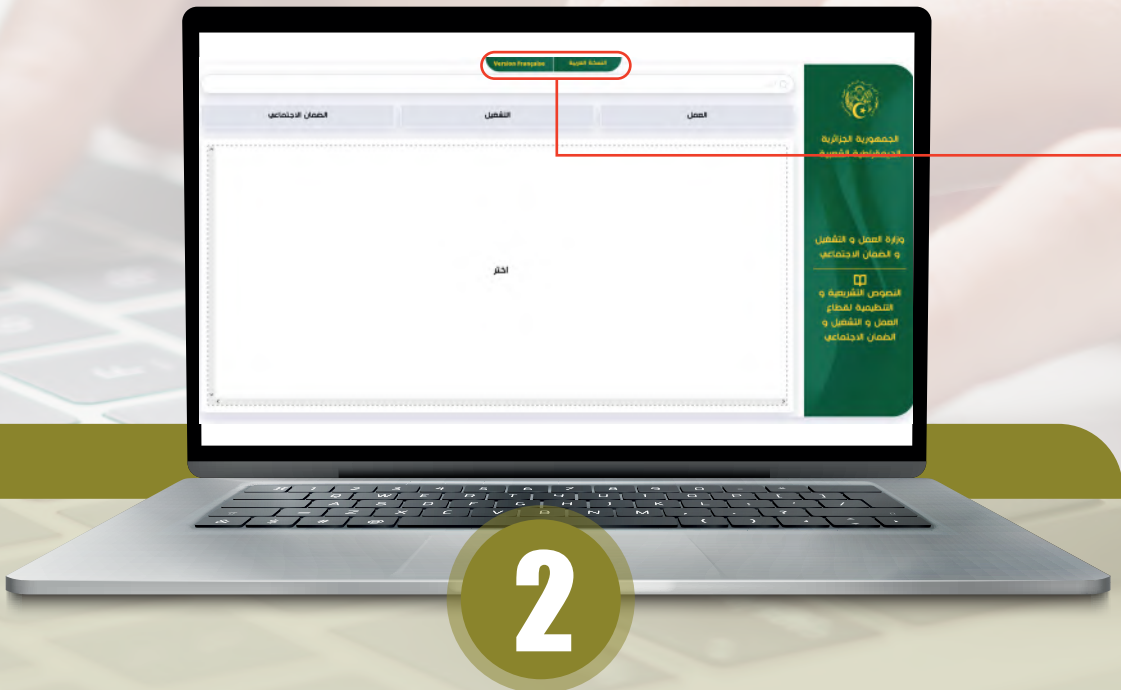 النسخة العربية
Version Française
العمل
التشغيل
الضمان الاجتماعي
اختر
الجمهورية الجزائرية
الديمقراطية الشعبية
وزارة العمل و التشغيل
و الضمان الاجتماعي
النصوص التشريعية و
التنظيمية لقطاع
العمل و التشغيل و
الضمان الاجتماعي
2